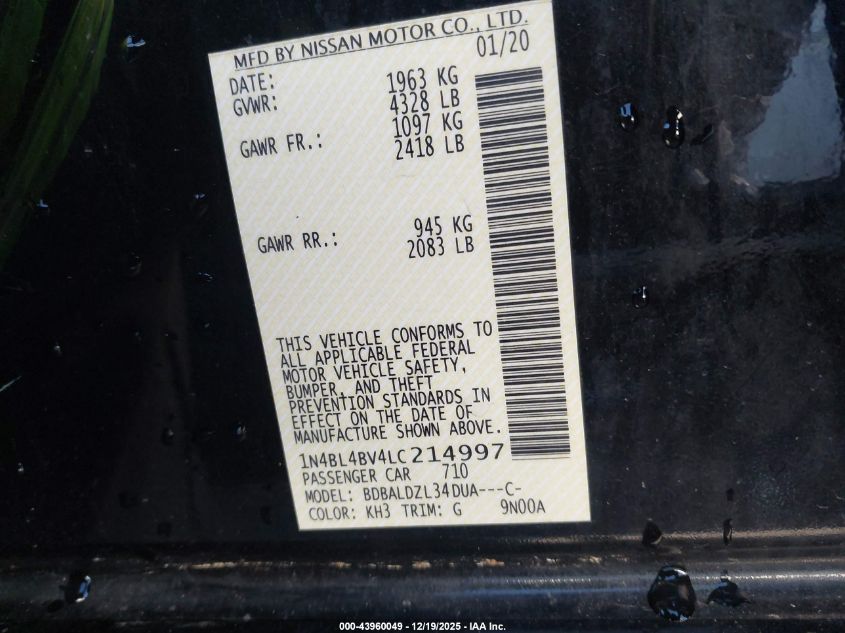 MFD BY NISSAN MOTOR CO., LTD.
DATE: 01/20
GVWR: 1963 KG
4328 LB
GAWR FR.: 1097 KG
2418 LB
GAWR RR.: 945 KG
2083 LB
THIS VEHICLE CONFORMS TO
ALL APPLICABLE FEDERAL
MOTOR VEHICLE SAFETY,
BUMPER, AND THEFT
PREVENTION STANDARDS IN
EFFECT ON THE DATE OF
MANUFACTURE SHOWN ABOVE.
1N4BL4BV4LC214997
PASSENGER CAR 710
MODEL: BDBALDZL34DUA---C-
COLOR: KH3 TRIM: G 9N00A
000-43960049 - 12/19/2025 - IAA Inc.